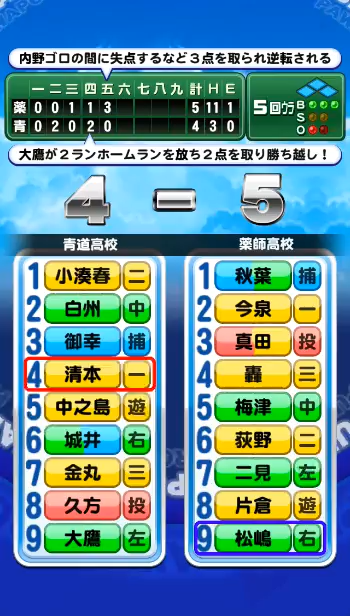 内野ゴロの間に失点するなど３点を取られ逆転される
一 二 三 四 五 六 七 八 九 計 H E
薬 0 0 1 1 3 5 11 1
青 0 2 0 2 0 4 3 0
5回ウラ
B
S
O
大鷹が２ランホームランを放ち２点を取り勝ち越し！
4 － 5
青道高校
1 小湊春 二
2 白州 中
3 御幸 捕
4 清本 一
5 中之島 遊
6 城井 右
7 金丸 三
8 久方 投
9 大鷹 左
薬師高校
1 秋葉 捕
2 今泉 一
3 真田 投
4 轟 三
5 梅津 中
6 荻野 二
7 二見 左
8 片倉 遊
9 松嶋 右